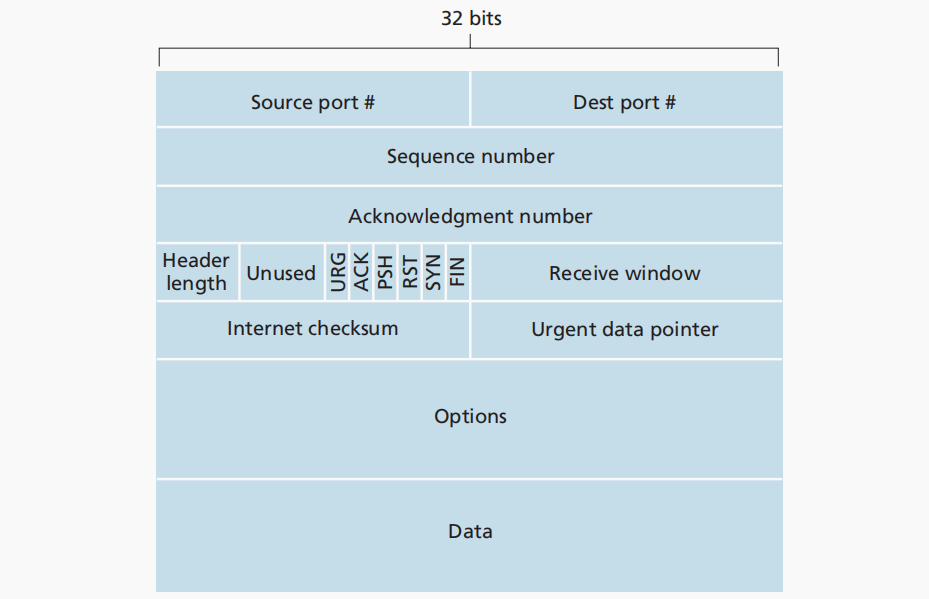 32 bits
Source port #
Dest port #
Sequence number
Acknowledgment number
Header
length
Unused
URG
ACK
PSH
RST
SYN
FIN
Receive window
Internet checksum
Urgent data pointer
Options
Data